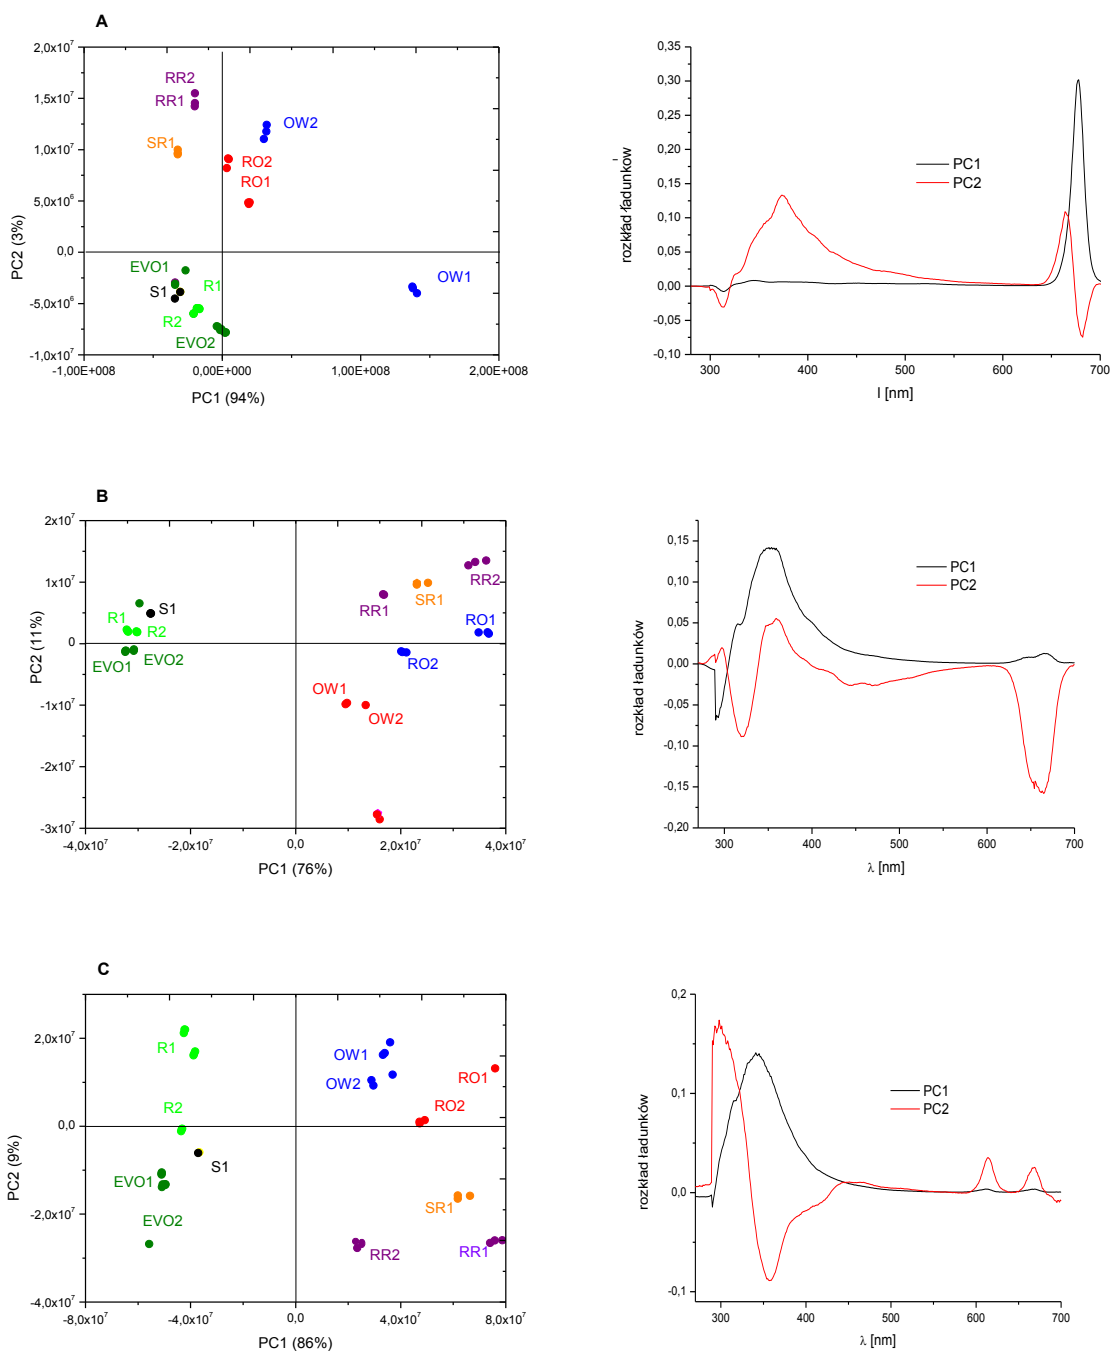 A
2,0x10⁷
1,5x10⁷
1,0x10⁷
5,0x10⁶
0,0
-5,0x10⁶
-1,0x10⁷
PC2 (3%)
RR2
RR1
SR1
OW2
RO2
RO1
EVO1
S1
R1
R2
EVO2
OW1
-1,00E+008
0,00E+000
1,00E+008
2,00E+008
PC1 (94%)
0,35
0,30
0,25
0,20
0,15
0,10
0,05
0,00
-0,05
-0,10
rozkład ładunków
PC1
PC2
300
400
500
600
700
l [nm]
B
2x10⁷
1x10⁷
0
-1x10⁷
-2x10⁷
-3x10⁷
PC2 (11%)
R1
S1
R2
EVO1
EVO2
RR1
SR1
RR2
RO1
RO2
OW1
OW2
-4,0x10⁷
-2,0x10⁷
0,0
2,0x10⁷
4,0x10⁷
PC1 (76%)
0,15
0,10
0,05
0,00
-0,05
-0,10
-0,15
-0,20
rozkład ładunków
PC1
PC2
300
400
500
600
700
λ [nm]
C
2,0x10⁷
0,0
-2,0x10⁷
-4,0x10⁷
PC2 (9%)
R1
R2
S1
EVO1
EVO2
OW1
OW2
RO1
RO2
SR1
RR2
RR1
-8,0x10⁷
-4,0x10⁷
0,0
4,0x10⁷
8,0x10⁷
PC1 (86%)
0,2
0,1
0,0
-0,1
rozkład ładunków
PC1
PC2
300
400
500
600
700
λ [nm]